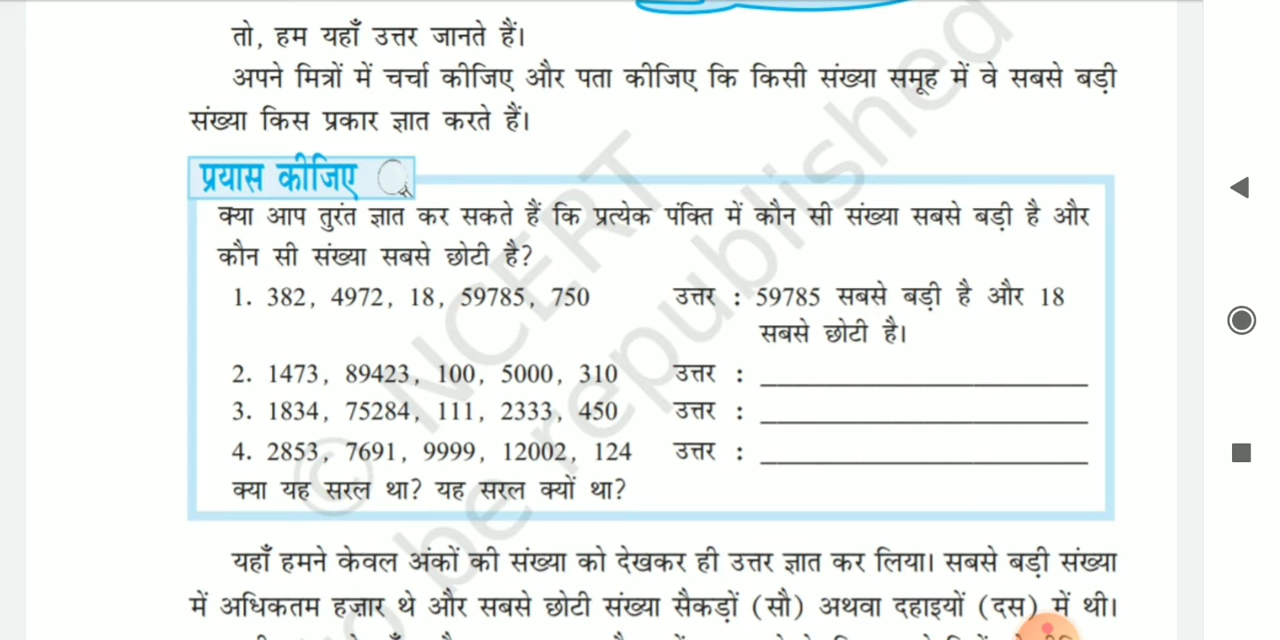 तो, हम यहाँ उत्तर जानते हैं।
अपने मित्रों में चर्चा कीजिए और पता कीजिए कि किसी संख्या समूह में वे सबसे बड़ी
संख्या किस प्रकार ज्ञात करते हैं।
प्रयास कीजिए
क्या आप तुरंत ज्ञात कर सकते हैं कि प्रत्येक पंक्ति में कौन सी संख्या सबसे बड़ी है और
कौन सी संख्या सबसे छोटी है?
1. 382, 4972, 18, 59785, 750 उत्तर : 59785 सबसे बड़ी है और 18
सबसे छोटी है।
2. 1473, 89423, 100, 5000, 310 उत्तर :
3. 1834, 75284, 111, 2333, 450 उत्तर :
4. 2853, 7691, 9999, 12002, 124 उत्तर :
क्या यह सरल था? यह सरल क्यों था?
यहाँ हमने केवल अंकों की संख्या को देखकर ही उत्तर ज्ञात कर लिया। सबसे बड़ी संख्या
में अधिकतम हज़ार थे और सबसे छोटी संख्या सैकड़ों (सौ) अथवा दहाइयों (दस) में थी।
© NCERT
be republished